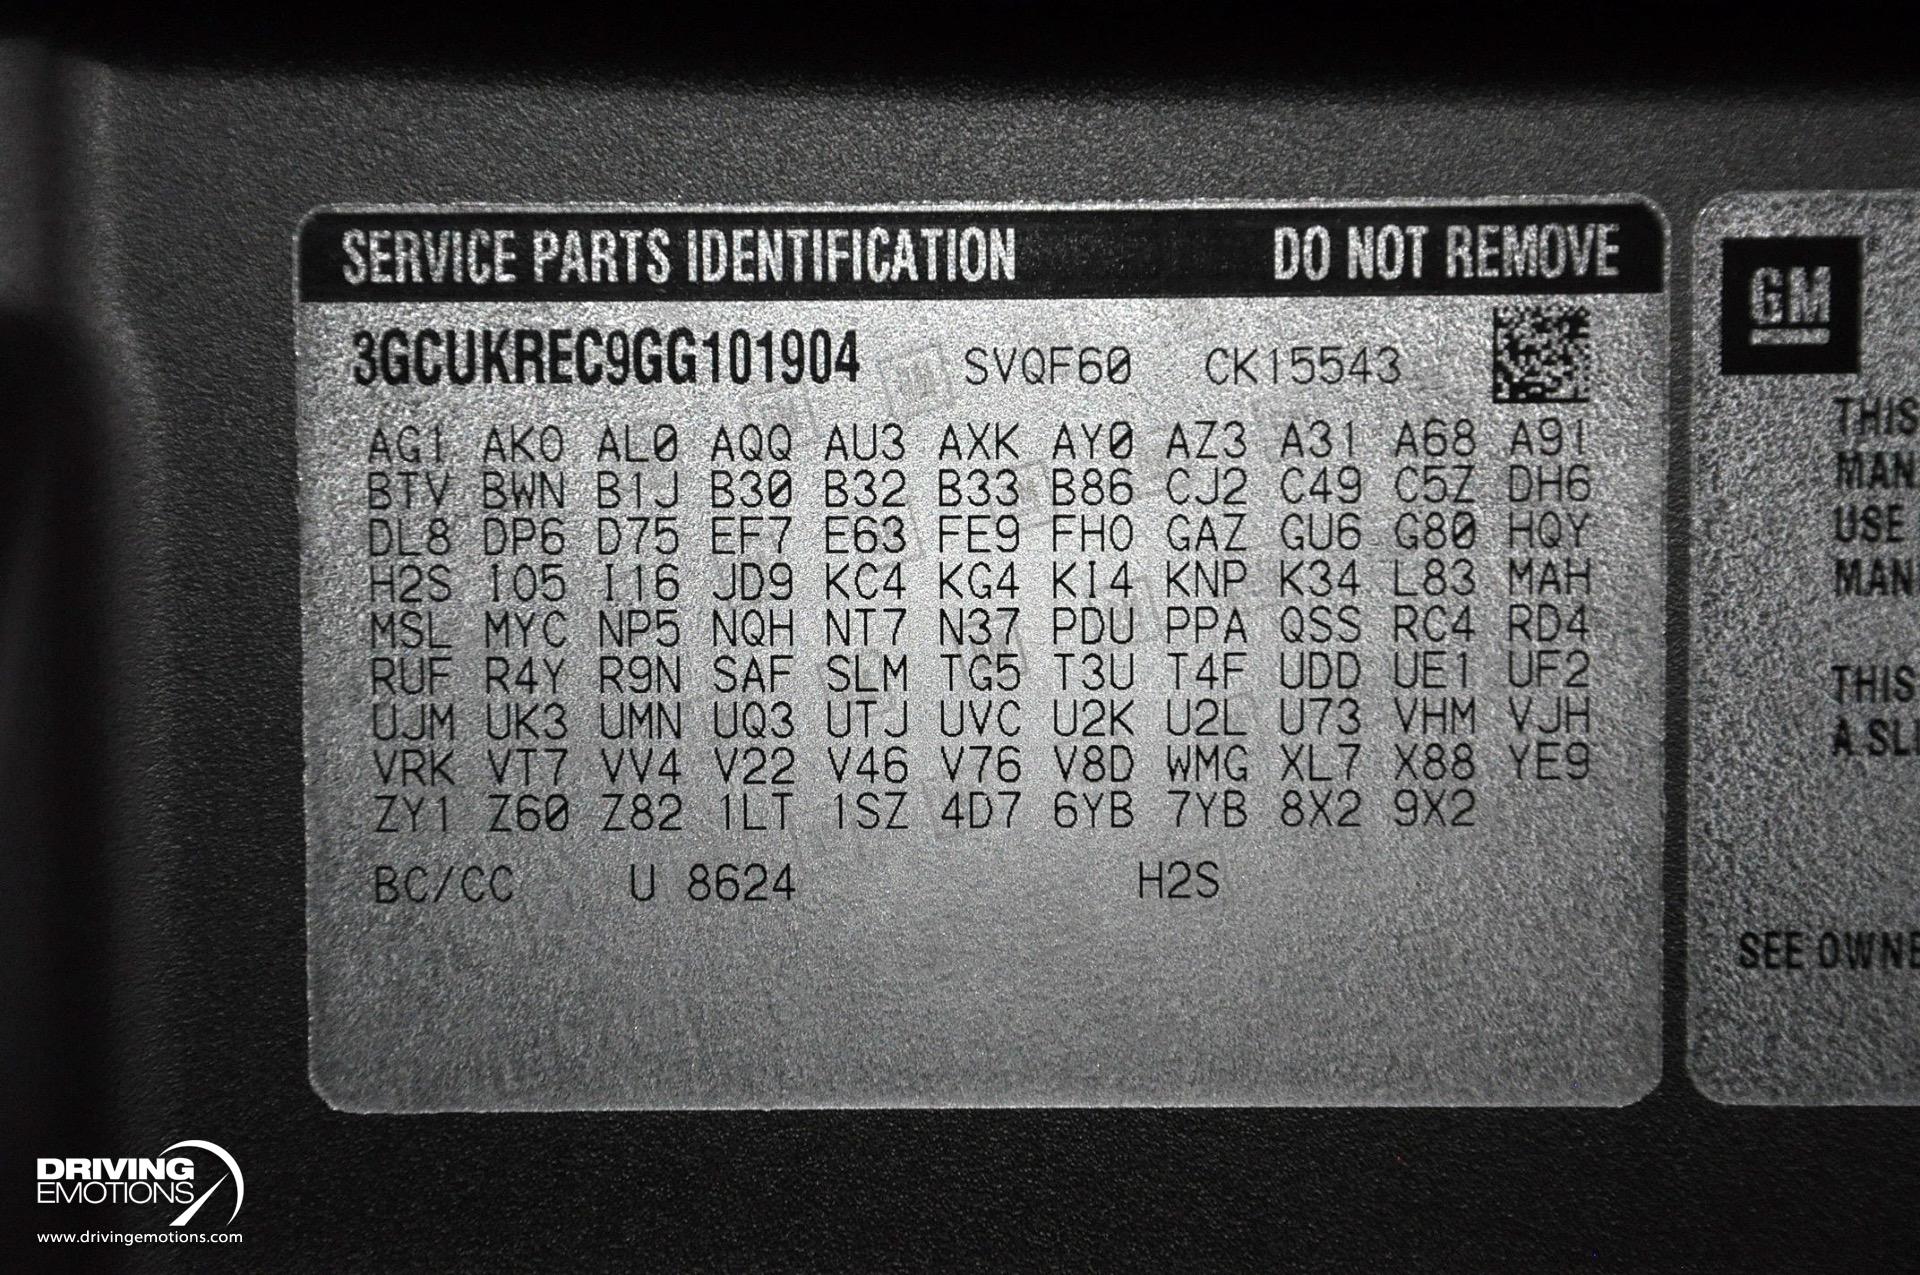 SERVICE PARTS IDENTIFICATION DO NOT REMOVE
3GCUKREC9GG101904 SVQF60 CK15543
AG1 AKO AL0 AQQ AU3 AXK AY0 AZ3 A31 A68 A91
BTV BWN B1J B30 B32 B33 B86 CJ2 C49 C5Z DH6
DL8 DP6 D75 EF7 E63 FE9 FHO GAZ GU6 G80 HQY
H2S IO5 I16 JD9 KC4 KG4 KI4 KNP K34 L83 MAH
MSL MYC NP5 NQH NT7 N37 PDU PPA QSS RC4 RD4
RUF R4Y R9N SAF SLM TG5 T3U T4F UDD UE1 UF2
UJM UK3 UMN UQ3 UTJ UVC U2K U2L U73 VHM VJH
VRK VT7 VV4 V22 V46 V76 V8D WMG XL7 X88 YE9
ZY1 Z60 Z82 1LT 1SZ 4D7 6YB 7YB 8X2 9X2
BC/CC U 8624 H2S
GM
THIS
MAN
USE
MAN
THIS
A SL
SEE OWNE
DRIVING
EMOTIONS
www.drivingemotions.com